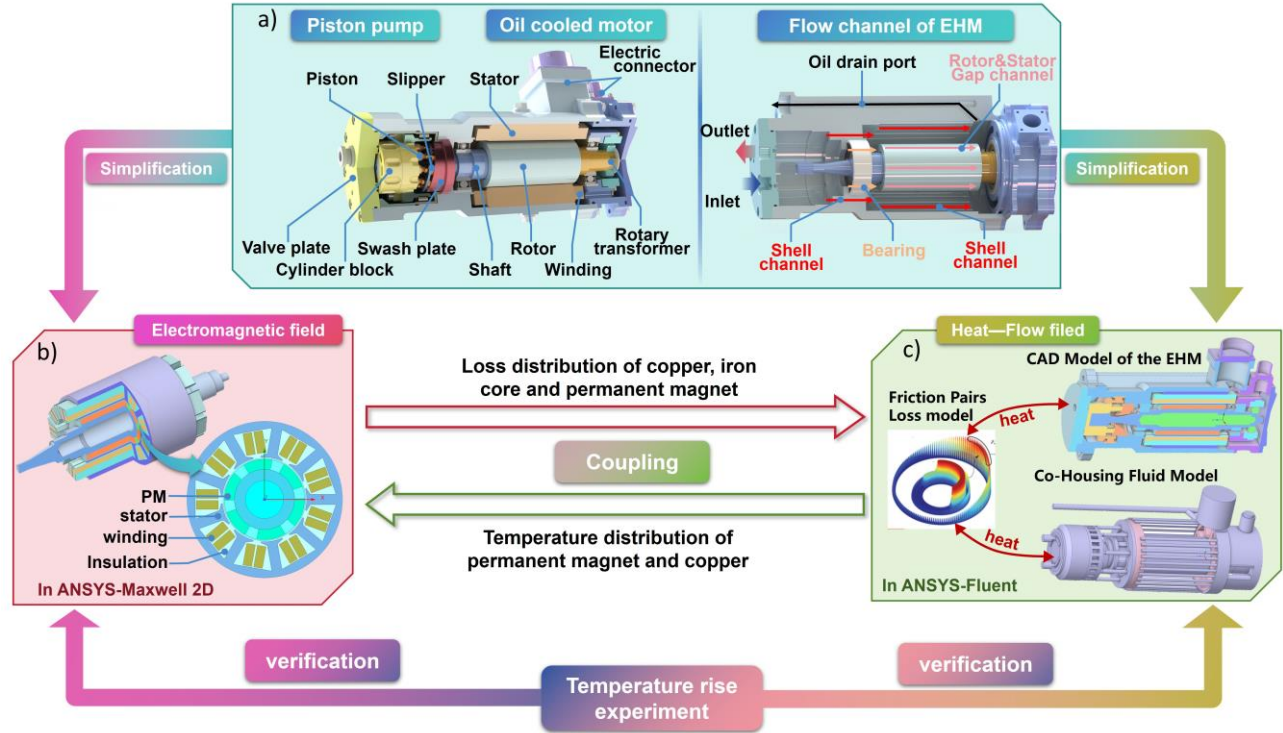 a)
Piston pump
Oil cooled motor
Flow channel of EHM
Electric
connector
Piston
Slipper
Stator
Oil drain port
Rotor&Stator
Gap channel
Outlet
Inlet
Simplification
Simplification
Valve plate
Cylinder block
Swash plate
Shaft
Rotor
Winding
Rotary
transformer
Shell
channel
Bearing
Shell
channel
Electromagnetic field
b)
PM
stator
winding
Insulation
In ANSYS-Maxwell 2D
Loss distribution of copper, iron
core and permanent magnet
Coupling
Temperature distribution of
permanent magnet and copper
Heat—Flow filed
c)
CAD Model of the EHM
Friction Pairs
Loss model
heat
Co-Housing Fluid Model
heat
In ANSYS-Fluent
verification
Temperature rise
experiment
verification